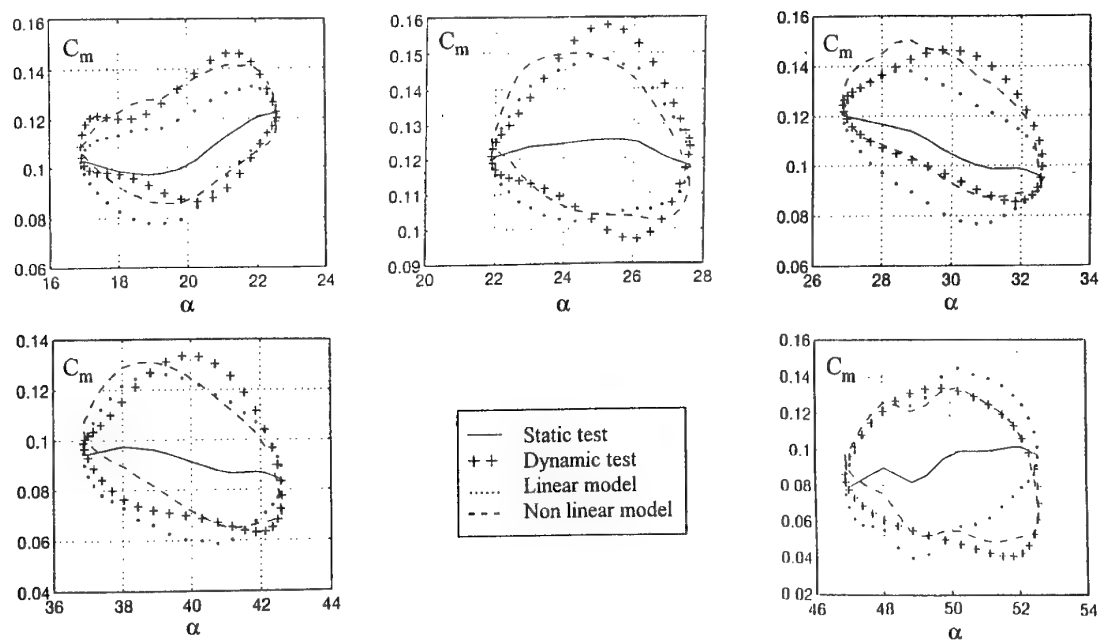 0.16
0.14
0.12
0.1
0.08
0.06
Cm
16 18 20 22 24
α
0.16
0.15
0.14
0.13
0.12
0.11
0.1
0.09
Cm
20 22 24 26 28
α
0.16
0.14
0.12
0.1
0.08
0.06
Cm
26 28 30 32 34
α
0.14
0.12
0.1
0.08
0.06
0.04
Cm
36 38 40 42 44
α
Static test
Dynamic test
Linear model
Non linear model
0.16
0.14
0.12
0.1
0.08
0.06
0.04
0.02
Cm
46 48 50 52 54
α